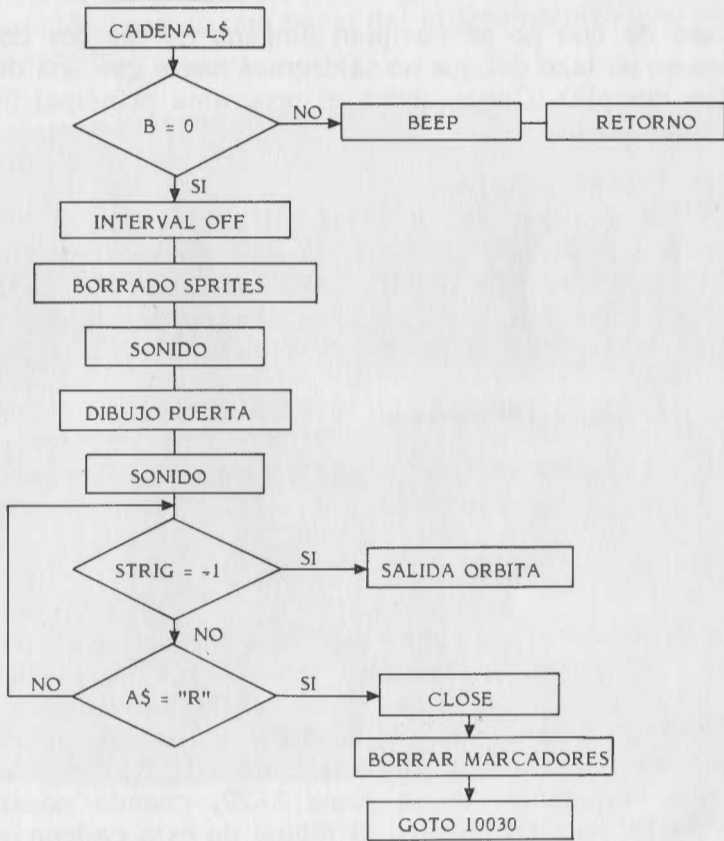 CADENA L$
B = 0
NO
BEEP
RETORNO
SI
INTERVAL OFF
BORRADO SPRITES
SONIDO
DIBUJO PUERTA
SONIDO
STRIG = -1
SI
SALIDA ORBITA
NO
NO
A$ = "R"
SI
CLOSE
BORRAR MARCADORES
GOTO 10030